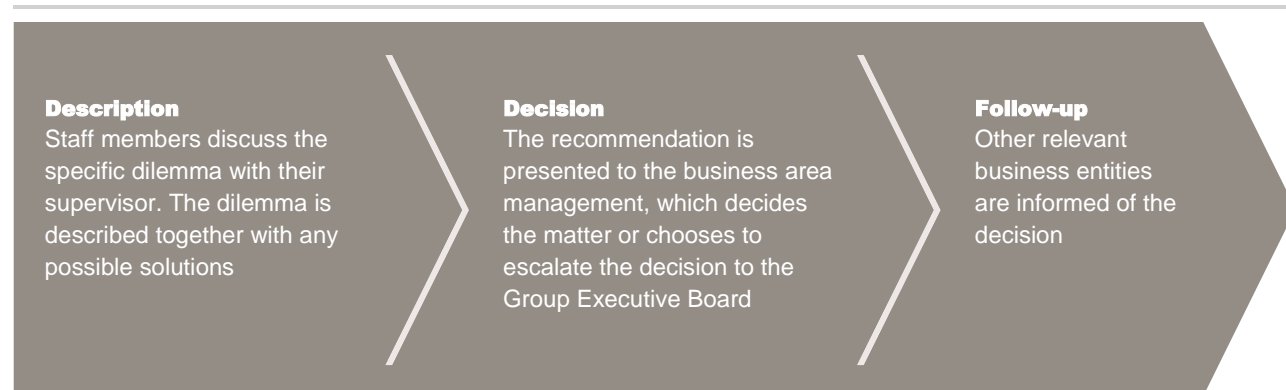 Description
Staff members discuss the
specific dilemma with their
supervisor. The dilemma is
described together with any
possible solutions
Decision
The recommendation is
presented to the business area
management, which decides
the matter or chooses to
escalate the decision to the
Group Executive Board
Follow-up
Other relevant
business entities
are informed of the
decision